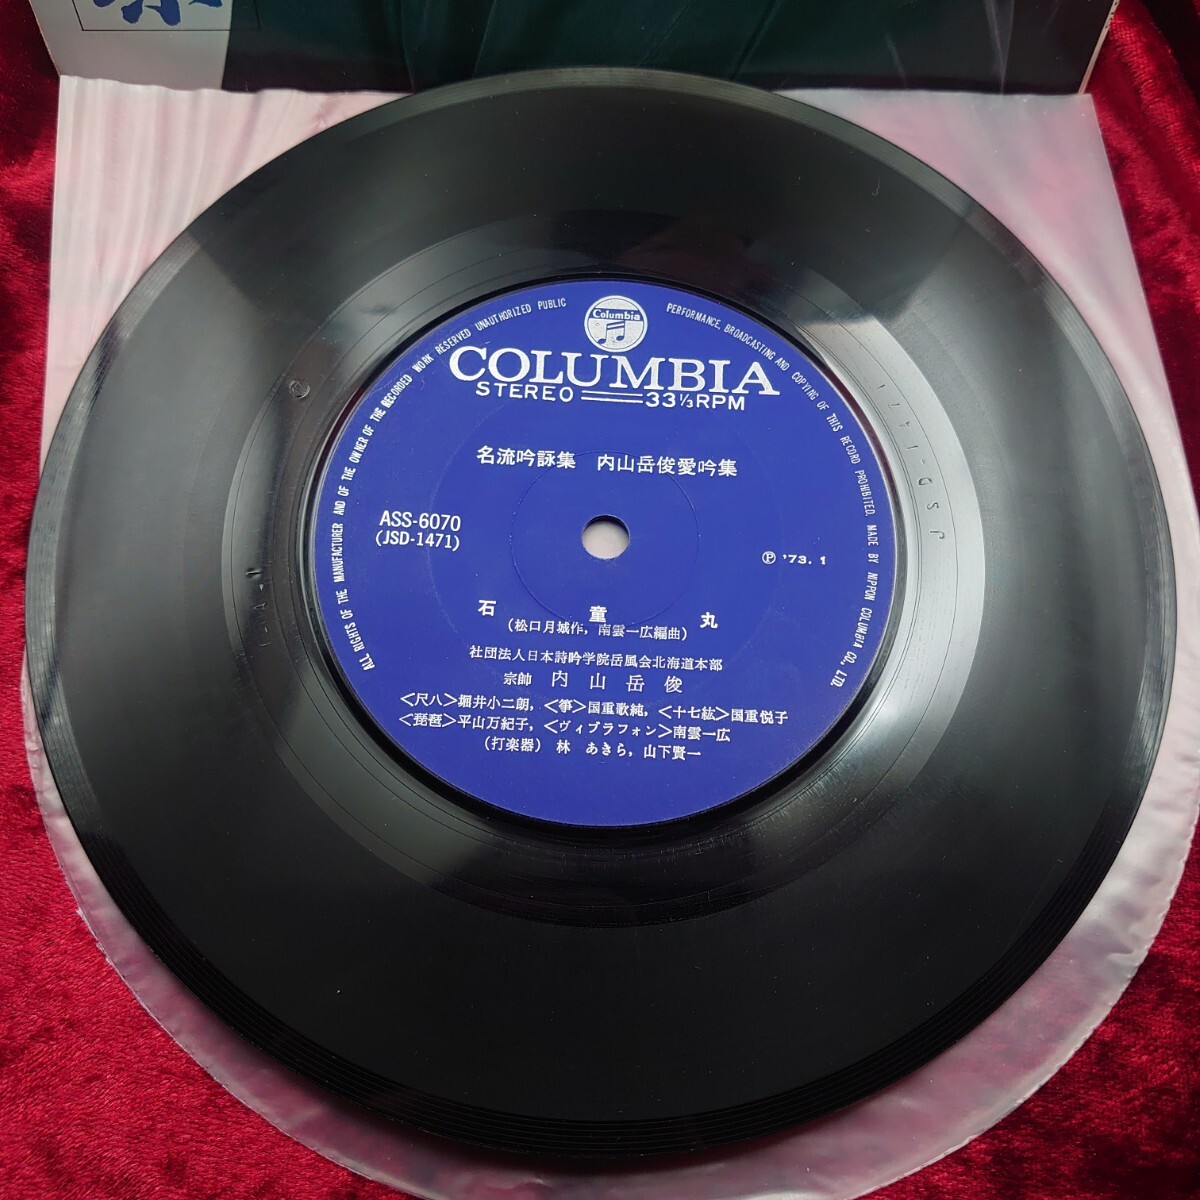 Columbia
COLUMBIA
STEREO 33⅓RPM
ALL RIGHTS OF THE MANUFACTURER AND OF THE OWNER OF THE RECORDED WORK RESERVED UNAUTHORIZED PUBLIC PERFORMANCE, BROADCASTING AND COPYING OF THIS RECORD PROHIBITED. MADE BY NIPPON COLUMBIA CO., LTD.
名流吟詠集 内山岳俊愛吟集
ASS-6070
(JSD-1471)
Ⓟ '73. 1
石童丸
(松口月城作, 南雲一広編曲)
社団法人日本詩吟学院岳風会北海道本部
宗帥 内山岳俊
<尺八>堀井小二朗, <箏>国重歌純, <十七絃>国重悦子
<琵琶>平山万紀子, <ヴィブラフォン>南雲一広
(打楽器) 林 あきら, 山下賢一